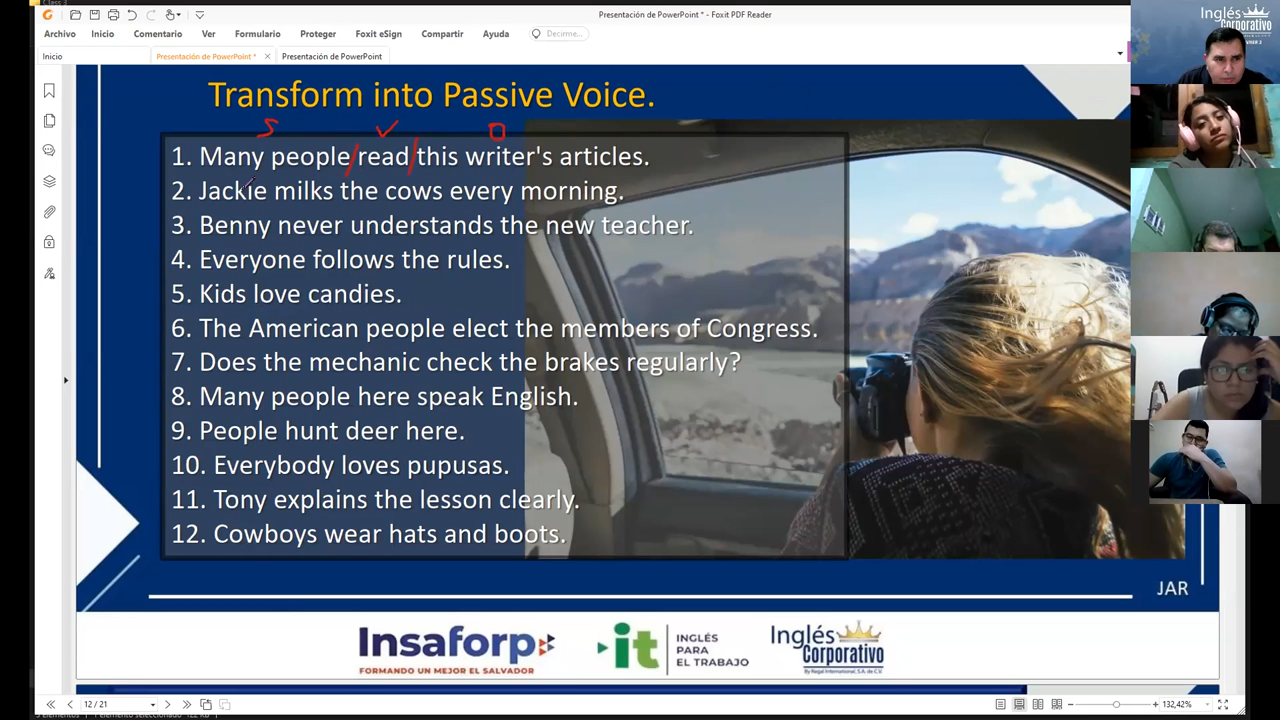 Presentación de PowerPoint * - Foxit PDF Reader
Archivo Inicio Comentario Ver Formulario Proteger Foxit eSign Compartir Ayuda Decirme...
Inicio Presentación de PowerPoint * Presentación de PowerPoint
Inglés
Corporativo
Transform into Passive Voice.
S V O
1. Many people/read/this writer's articles.
2. Jackie milks the cows every morning.
3. Benny never understands the new teacher.
4. Everyone follows the rules.
5. Kids love candies.
6. The American people elect the members of Congress.
7. Does the mechanic check the brakes regularly?
8. Many people here speak English.
9. People hunt deer here.
10. Everybody loves pupusas.
11. Tony explains the lesson clearly.
12. Cowboys wear hats and boots.
JAR
Insaforp
FORMANDO UN MEJOR EL SALVADOR
it
INGLÉS
PARA
EL TRABAJO
Inglés
Corporativo
By Regal International, S.A. de C.V.
12 / 21
132,42%